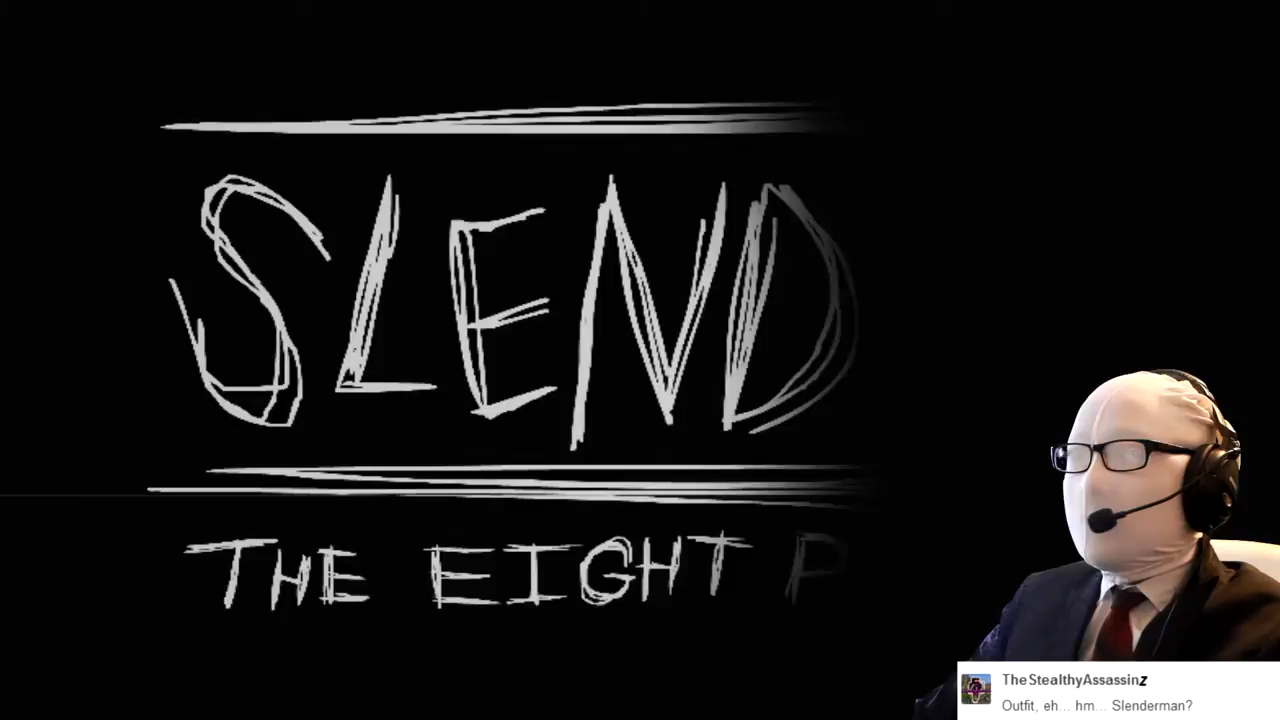 SLEND
THE EIGHT P
TheStealthyAssassinz
Outfit, eh... hm... Slenderman?